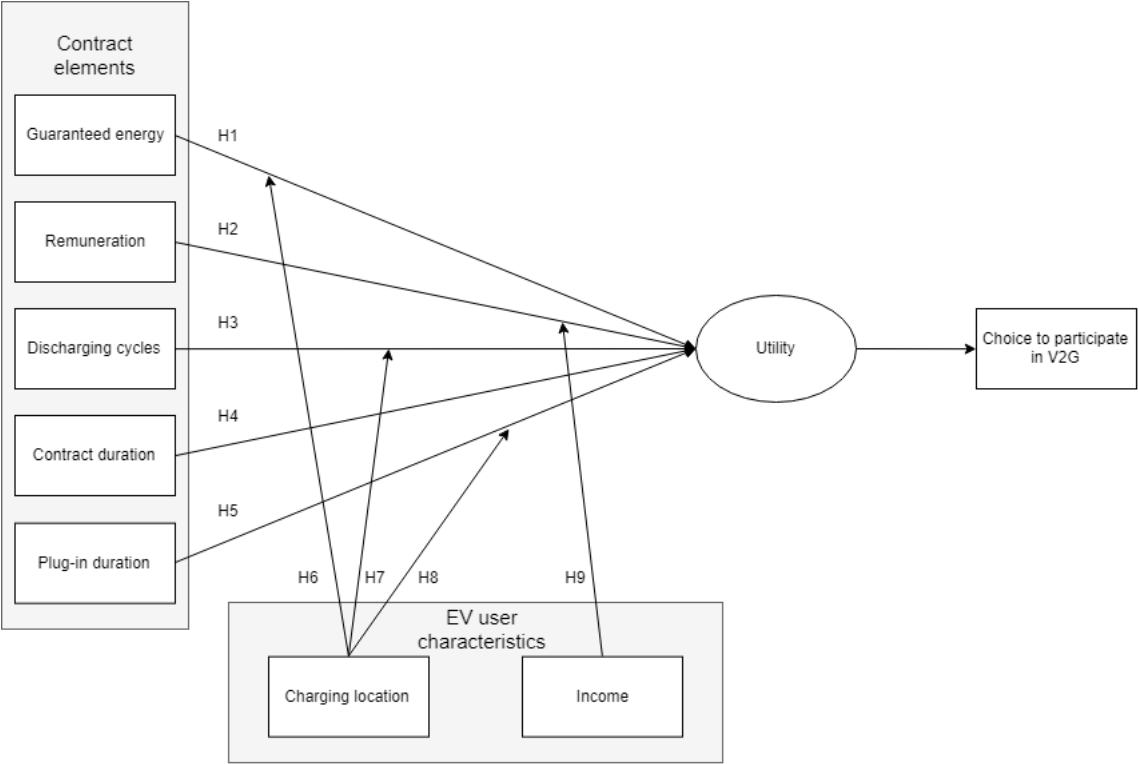 Contract
elements
Guaranteed energy
H1
Remuneration
H2
Discharging cycles
H3
Utility
Choice to participate
in V2G
Contract duration
H4
Plug-in duration
H5
H6
H7
H8
H9
EV user
characteristics
Charging location
Income